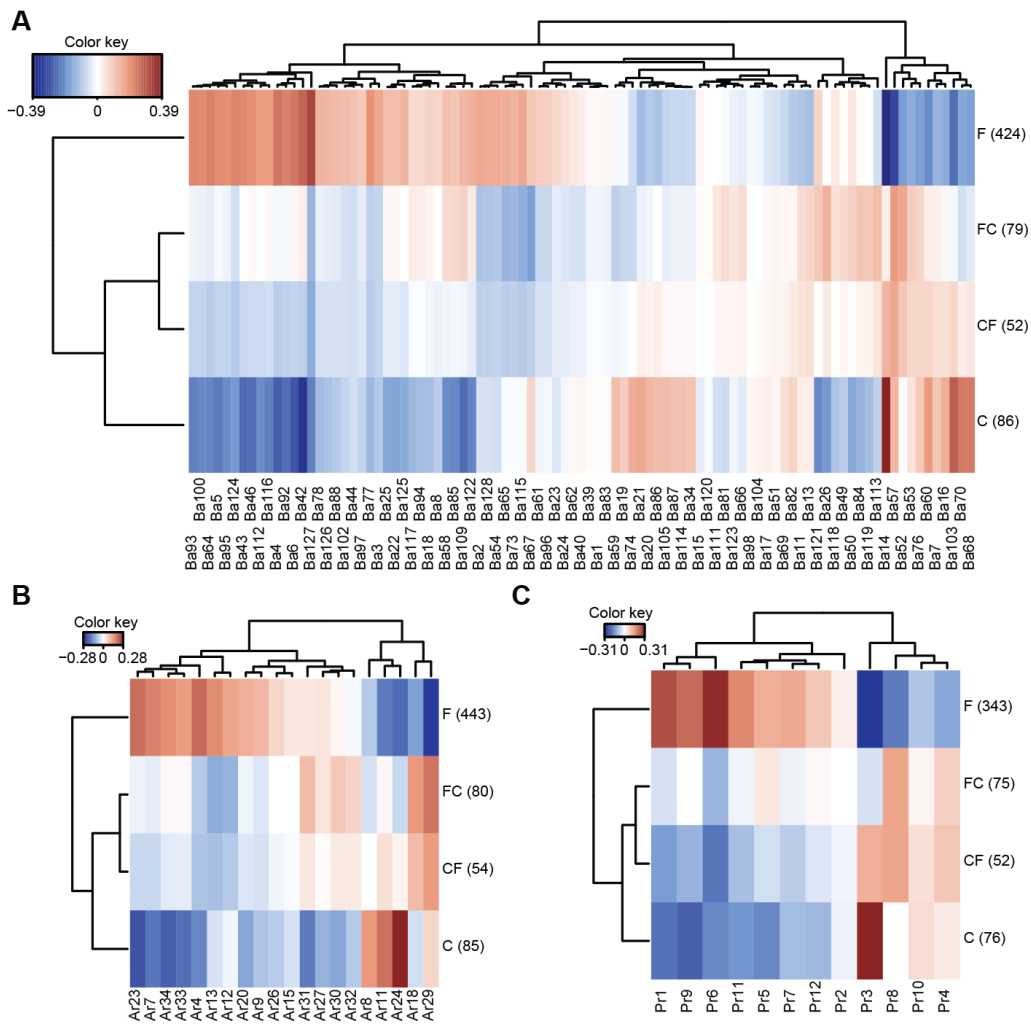 A
Color key
−0.39 0 0.39
F (424)
FC (79)
CF (52)
C (86)
Ba100 Ba5 Ba124 Ba46 Ba116 Ba92 Ba42 Ba78 Ba88 Ba44 Ba77 Ba25 Ba125 Ba94 Ba8 Ba85 Ba122 Ba128 Ba65 Ba115 Ba61 Ba23 Ba62 Ba39 Ba83 Ba19 Ba21 Ba86 Ba87 Ba34 Ba120 Ba81 Ba66 Ba104 Ba51 Ba82 Ba13 Ba26 Ba49 Ba84 Ba113 Ba57 Ba53 Ba60 Ba16 Ba70
Ba93 Ba64 Ba95 Ba43 Ba112 Ba4 Ba6 Ba127 Ba126 Ba102 Ba97 Ba3 Ba22 Ba117 Ba18 Ba58 Ba109 Ba2 Ba54 Ba73 Ba67 Ba96 Ba24 Ba40 Ba1 Ba59 Ba74 Ba20 Ba105 Ba114 Ba15 Ba111 Ba123 Ba98 Ba17 Ba69 Ba11 Ba121 Ba118 Ba50 Ba119 Ba14 Ba52 Ba76 Ba7 Ba103 Ba68
B
Color key
−0.28 0 0.28
F (443)
FC (80)
CF (54)
C (85)
Ar23 Ar7 Ar34 Ar33 Ar4 Ar13 Ar12 Ar20 Ar9 Ar26 Ar15 Ar31 Ar27 Ar30 Ar32 Ar8 Ar11 Ar24 Ar18 Ar29
C
Color key
−0.31 0 0.31
F (343)
FC (75)
CF (52)
C (76)
Pr1 Pr9 Pr6 Pr11 Pr5 Pr7 Pr12 Pr2 Pr3 Pr8 Pr10 Pr4